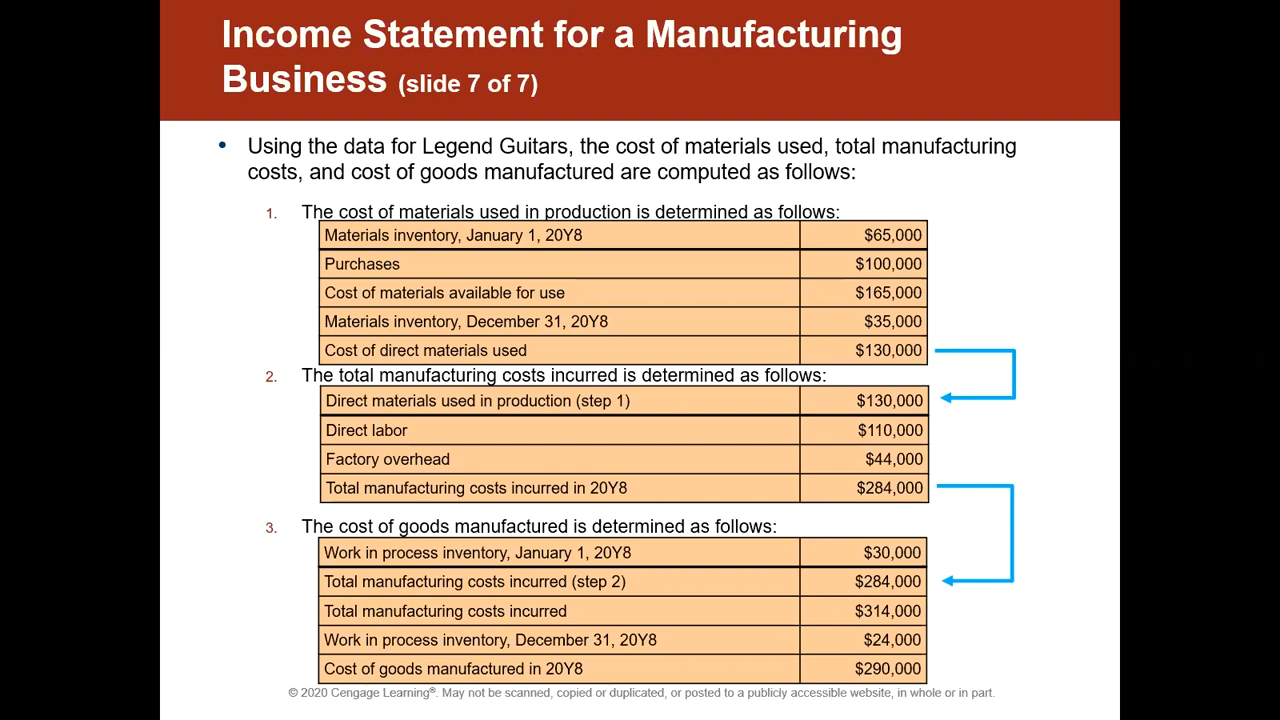 Income Statement for a Manufacturing
Business (slide 7 of 7)
• Using the data for Legend Guitars, the cost of materials used, total manufacturing
costs, and cost of goods manufactured are computed as follows:
1. The cost of materials used in production is determined as follows:
Materials inventory, January 1, 20Y8 $65,000
Purchases $100,000
Cost of materials available for use $165,000
Materials inventory, December 31, 20Y8 $35,000
Cost of direct materials used $130,000
2. The total manufacturing costs incurred is determined as follows:
Direct materials used in production (step 1) $130,000
Direct labor $110,000
Factory overhead $44,000
Total manufacturing costs incurred in 20Y8 $284,000
3. The cost of goods manufactured is determined as follows:
Work in process inventory, January 1, 20Y8 $30,000
Total manufacturing costs incurred (step 2) $284,000
Total manufacturing costs incurred $314,000
Work in process inventory, December 31, 20Y8 $24,000
Cost of goods manufactured in 20Y8 $290,000
© 2020 Cengage Learning®. May not be scanned, copied or duplicated, or posted to a publicly accessible website, in whole or in part.